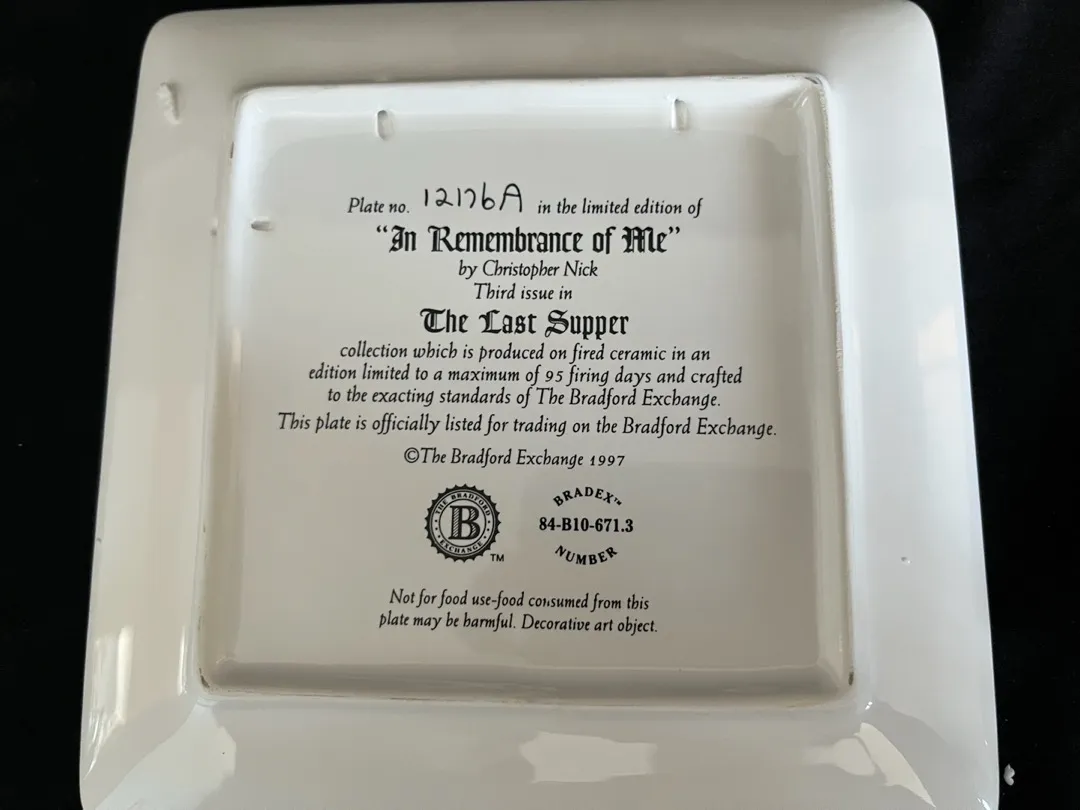 Plate no. 12176A in the limited edition of
"In Remembrance of Me"
by Christopher Nick
Third issue in
The Last Supper
collection which is produced on fired ceramic in an
edition limited to a maximum of 95 firing days and crafted
to the exacting standards of The Bradford Exchange.
This plate is officially listed for trading on the Bradford Exchange.
©The Bradford Exchange 1997
THE BRADFORD
B
EXCHANGE
TM
BRADEX™
84-B10-671.3
NUMBER
Not for food use-food consumed from this
plate may be harmful. Decorative art object.